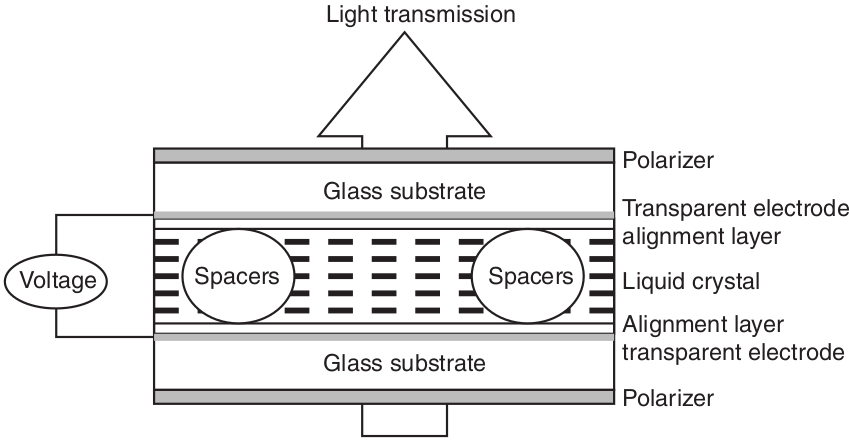 Light transmission
Polarizer
Glass substrate
Transparent electrode
alignment layer
Voltage
Spacers
Spacers
Liquid crystal
Alignment layer
transparent electrode
Glass substrate
Polarizer